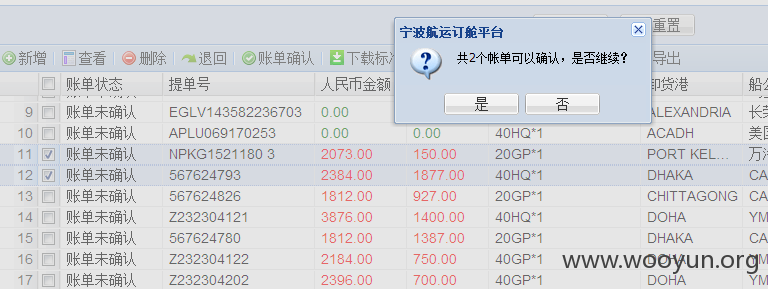 重置
新增 查看 删除 退回 账单确认 下载标 导出
宁波航运订舱平台
共2个帐单可以确认，是否继续？
是 否
账单状态 提单号 人民币金额 卸货港
9 账单未确认 EGLV143582236703 0.00 ALEXANDRIA 长荣
10 账单未确认 APLU069170253 0.00 0.00 40HQ*1 ACADH 美国
11 账单未确认 NPKG1521180 3 2073.00 150.00 20GP*1 PORT KEL... 万海
12 账单未确认 567624793 2384.00 1877.00 40HQ*1 DHAKA CA
13 账单未确认 567624826 1812.00 927.00 20GP*1 CHITTAGONG CA
14 账单未确认 Z232304121 3876.00 1400.00 40HQ*1 DOHA YM
15 账单未确认 567624780 1812.00 1387.00 20GP*1 DHAKA CA
16 账单未确认 Z232304122 2184.00 750.00 40HQ*1 DOHA YM
17 账单未确认 Z232304202 2396.00 700.00 20GP*1 DOHA YM
www.wooyun.org